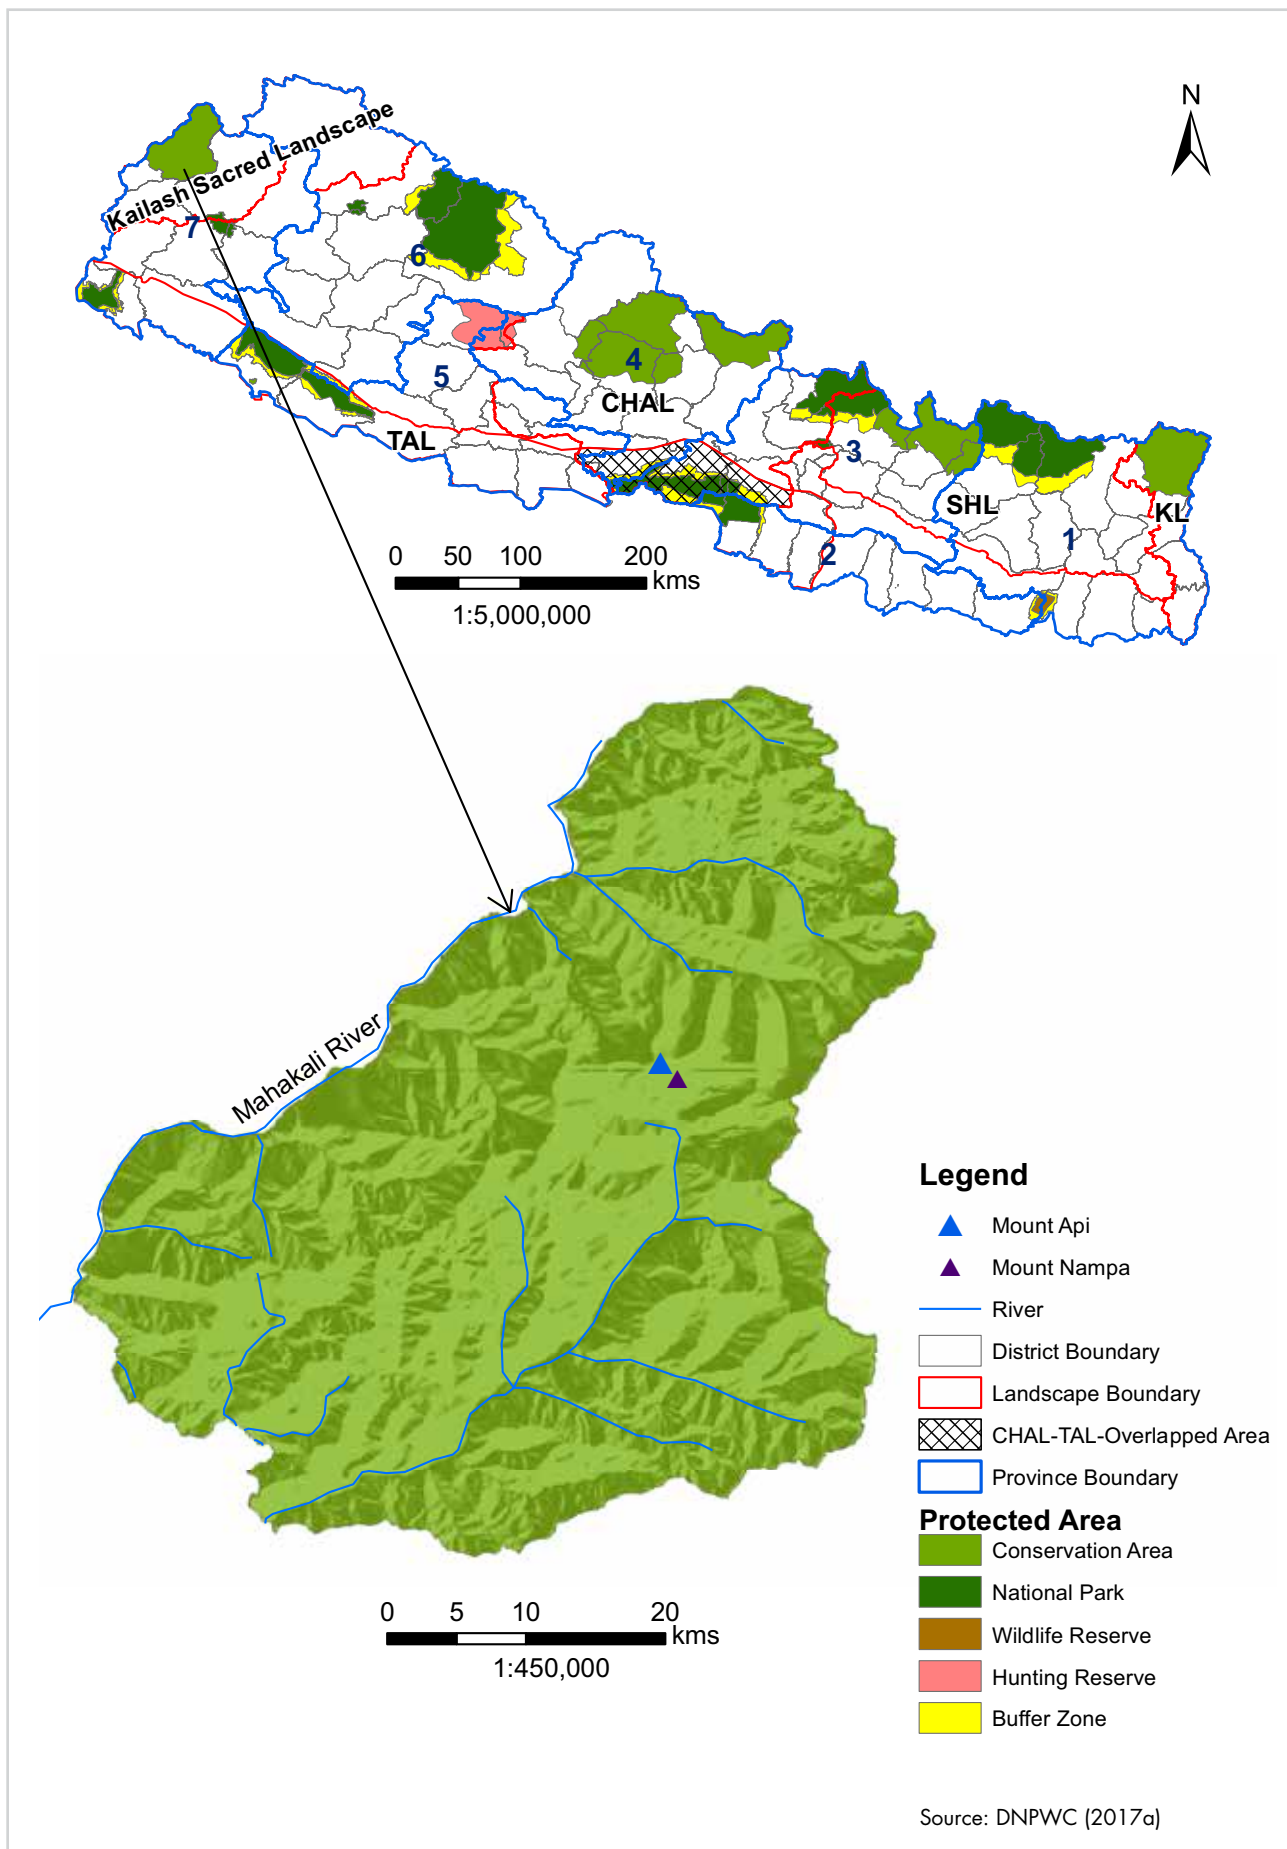 N
Kailash Sacred Landscape
7
6
5
4
CHAL
TAL
3
SHL
KL
1
2
0 50 100 200
kms
1:5,000,000
Mahakali River
Legend
Mount Api
Mount Nampa
River
District Boundary
Landscape Boundary
CHAL-TAL-Overlapped Area
Province Boundary
Protected Area
Conservation Area
National Park
Wildlife Reserve
Hunting Reserve
Buffer Zone
0 5 10 20
kms
1:450,000
Source: DNPWC (2017a)